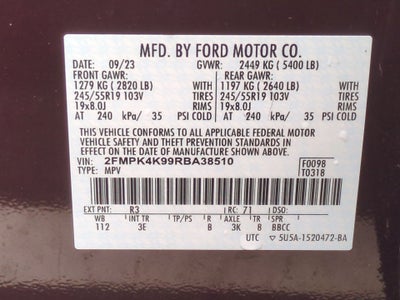 MFD. BY FORD MOTOR CO.
DATE: 09/23 GVWR: 2449 KG ( 5400 LB)
FRONT GAWR: REAR GAWR:
1279 KG ( 2820 LB) WITH 1197 KG ( 2640 LB) WITH
245/55R19 103V TIRES 245/55R19 103V TIRES
19x8.0J RIMS 19x8.0J RIMS
AT 240 kPa/ 35 PSI COLD AT 240 kPa/ 35 PSI COLD
THIS VEHICLE CONFORMS TO ALL APPLICABLE FEDERAL MOTOR
VEHICLE SAFETY AND THEFT PREVENTION STANDARDS IN EFFECT
ON THE DATE OF MANUFACTURE SHOWN ABOVE.
VIN: 2FMPK4K99RBA38510 F0098
TYPE: MPV T0318
EXT PNT: R3 RC: 71 DSO:
WB INT TR TP/PS R AXLE TR SPR
112 3E B 3K B BBCC
UTC 5U5A-1520472-BA